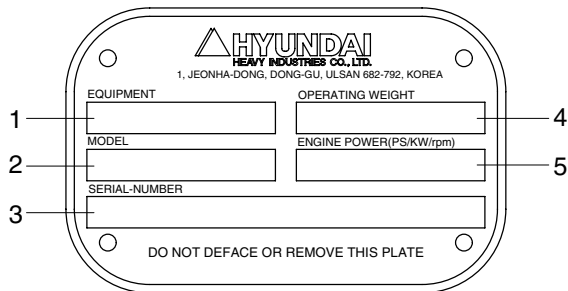 HYUNDAI
HEAVY INDUSTRIES CO., LTD.
1, JEONHA-DONG, DONG-GU, ULSAN 682-792, KOREA
EQUIPMENT
OPERATING WEIGHT
1
4
MODEL
ENGINE POWER(PS/KW/rpm)
2
5
SERIAL-NUMBER
3
DO NOT DEFACE OR REMOVE THIS PLATE